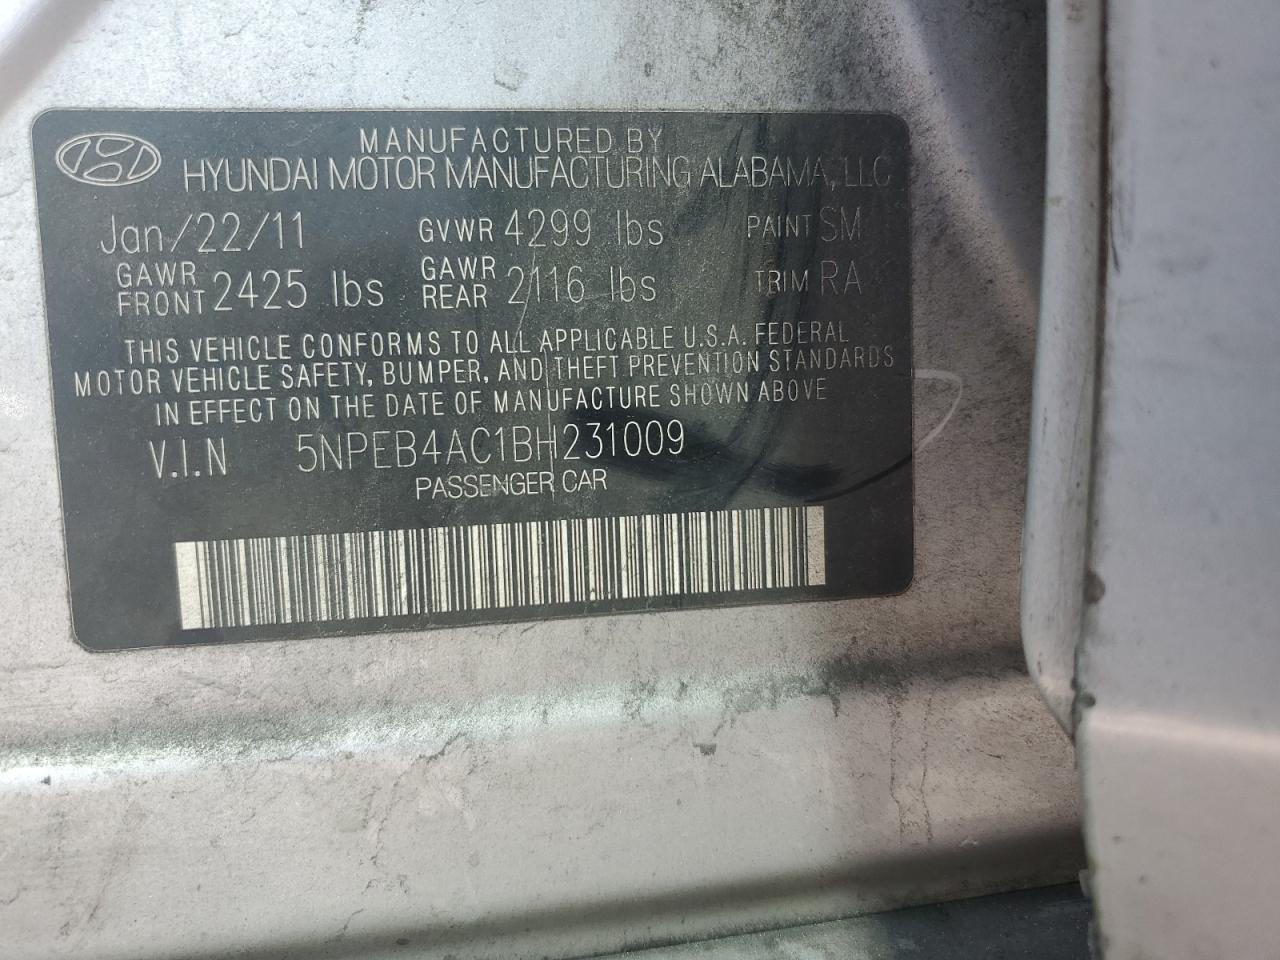 MANUFACTURED BY
HYUNDAI MOTOR MANUFACTURING ALABAMA, LLC
Jan/22/11 GVWR 4299 lbs PAINT SM
GAWR FRONT 2425 lbs GAWR REAR 2116 lbs TRIM RA
THIS VEHICLE CONFORMS TO ALL APPLICABLE U.S.A. FEDERAL
MOTOR VEHICLE SAFETY, BUMPER, AND THEFT PREVENTION STANDARDS
IN EFFECT ON THE DATE OF MANUFACTURE SHOWN ABOVE
V.I.N 5NPEB4AC1BH231009
PASSENGER CAR